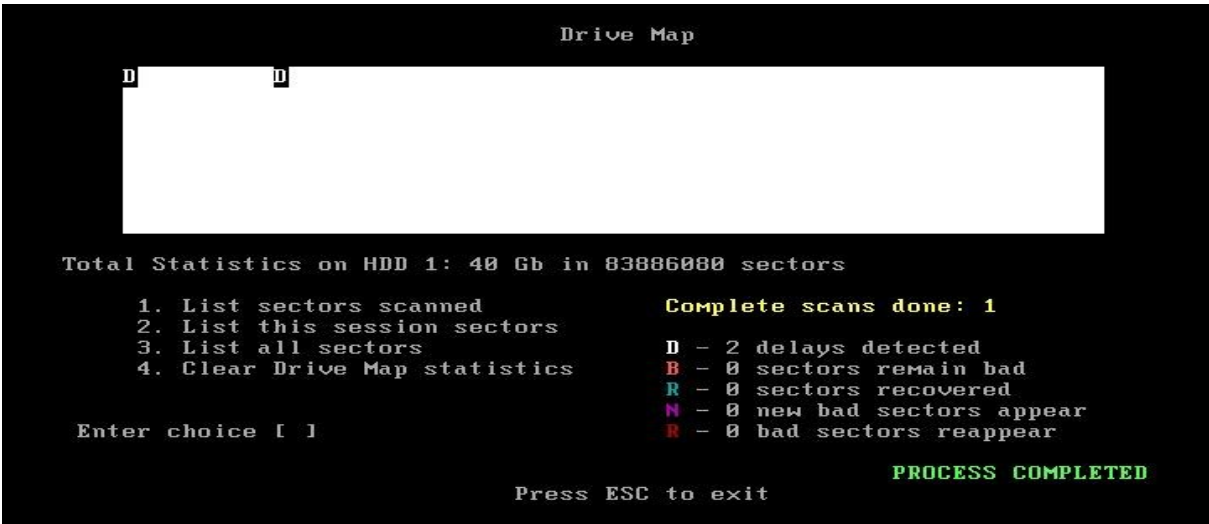 Drive Map
D D
Total Statistics on HDD 1: 40 Gb in 83886080 sectors
1. List sectors scanned
2. List this session sectors
3. List all sectors
4. Clear Drive Map statistics
Enter choice [ ]
Complete scans done: 1
D - 2 delays detected
B - 0 sectors remain bad
R - 0 sectors recovered
N - 0 new bad sectors appear
R - 0 bad sectors reappear
PROCESS COMPLETED
Press ESC to exit